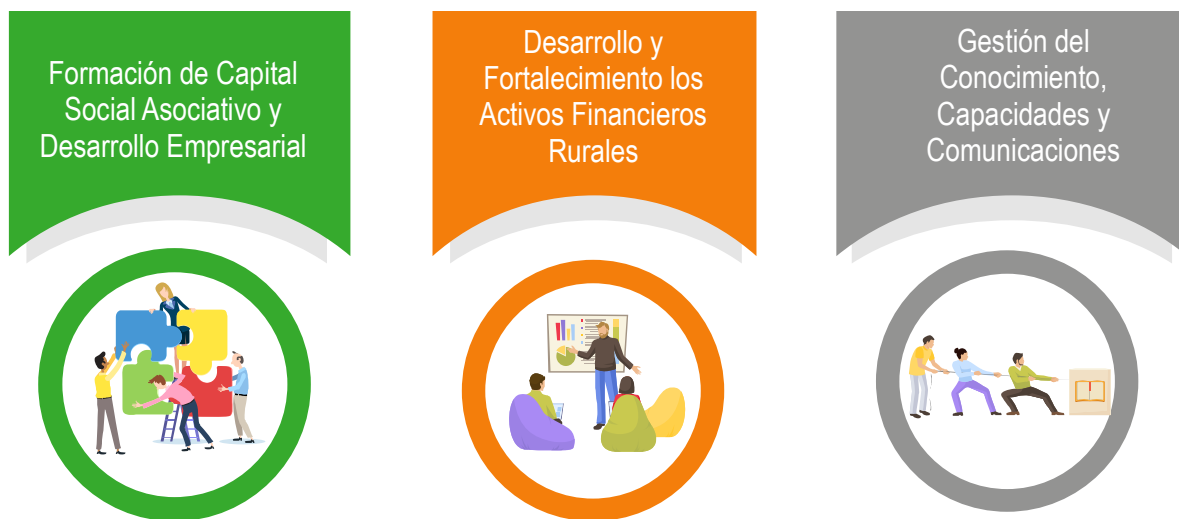 Formación de Capital
Social Asociativo y
Desarrollo Empresarial
Desarrollo y
Fortalecimiento los
Activos Financieros
Rurales
Gestión del
Conocimiento,
Capacidades y
Comunicaciones